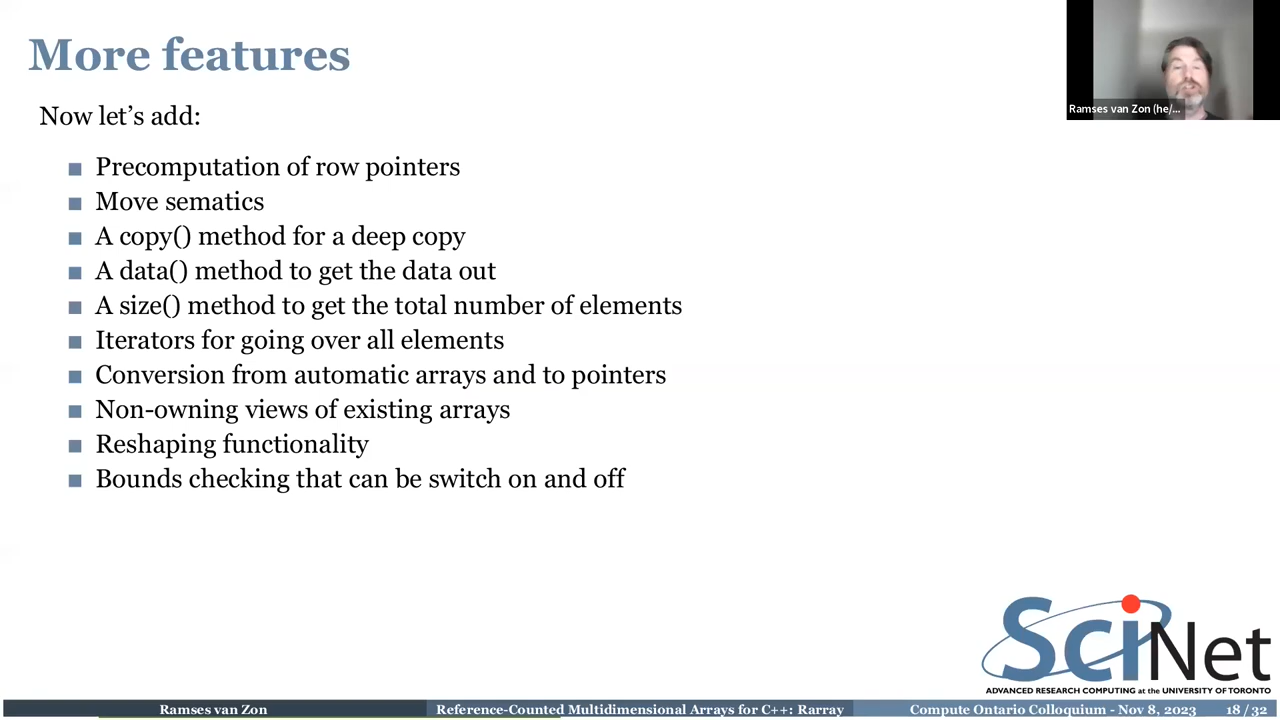 More features
Now let's add:
Precomputation of row pointers
Move sematics
A copy() method for a deep copy
A data() method to get the data out
A size() method to get the total number of elements
Iterators for going over all elements
Conversion from automatic arrays and to pointers
Non-owning views of existing arrays
Reshaping functionality
Bounds checking that can be switch on and off
Ramses van Zon (he/...
SciNet
ADVANCED RESEARCH COMPUTING at the UNIVERSITY OF TORONTO
Ramses van Zon
Reference-Counted Multidimensional Arrays for C++: Rarray
Compute Ontario Colloquium - Nov 8, 2023
18 / 32